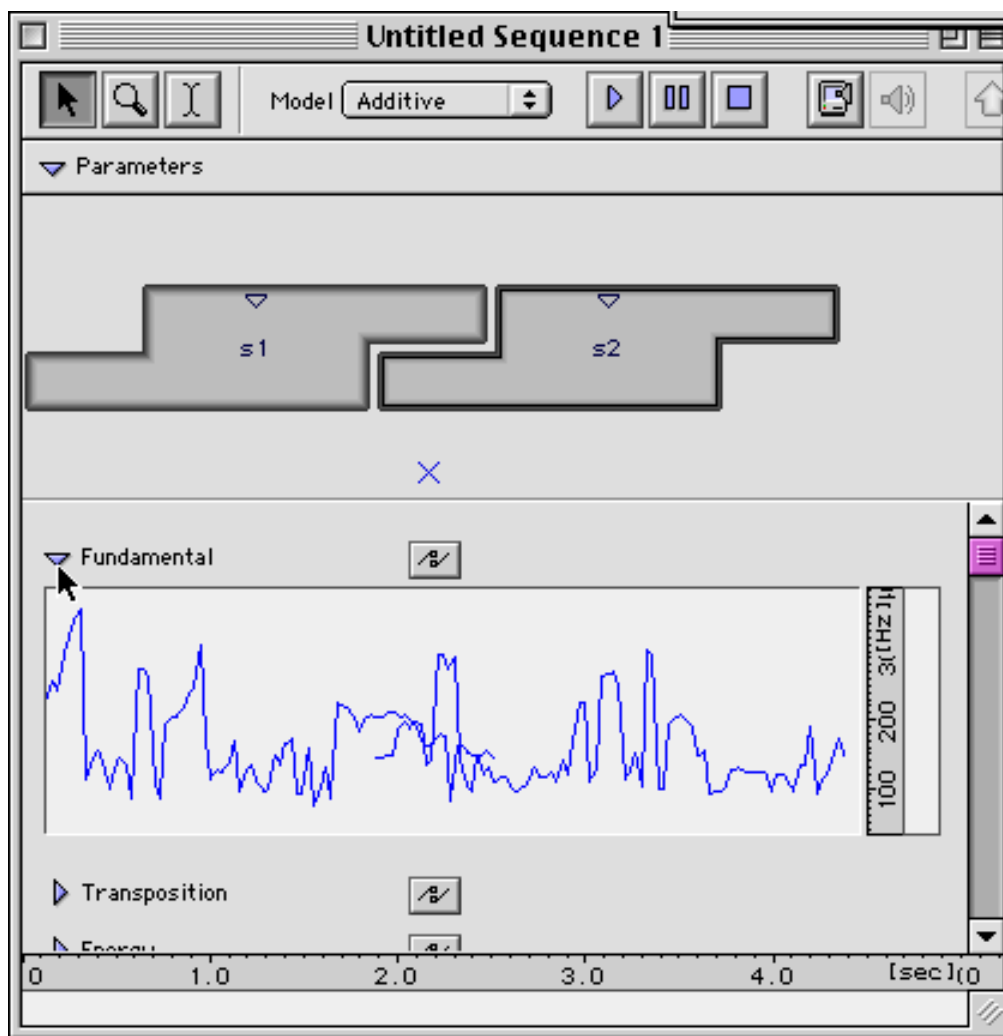 Untitled Sequence 1
Model Additive
Parameters
s1 s2
Fundamental
[Hz]
200
100
Transposition
Energy
0 1.0 2.0 3.0 4.0 [sec]